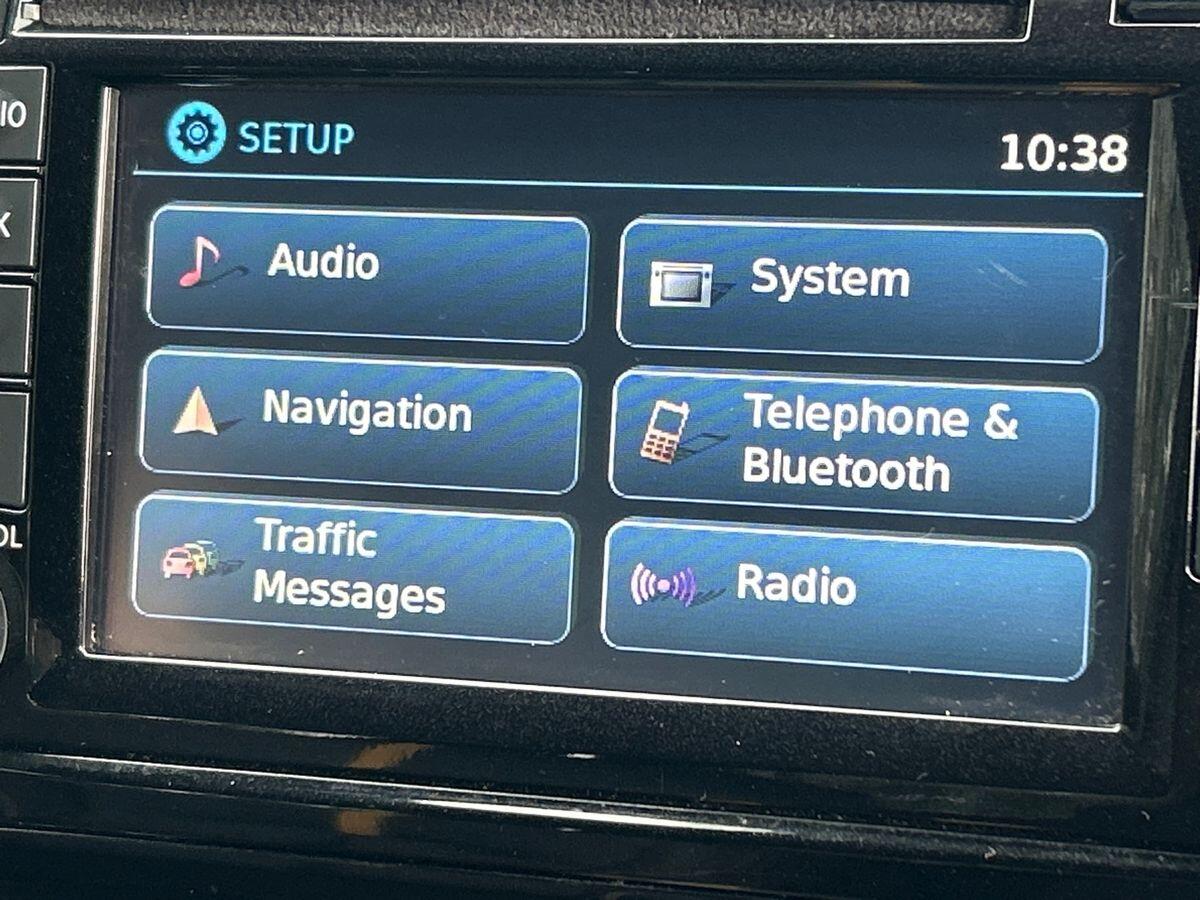 SETUP
10:38
Audio
System
Navigation
Telephone &
Bluetooth
Traffic
Messages
Radio